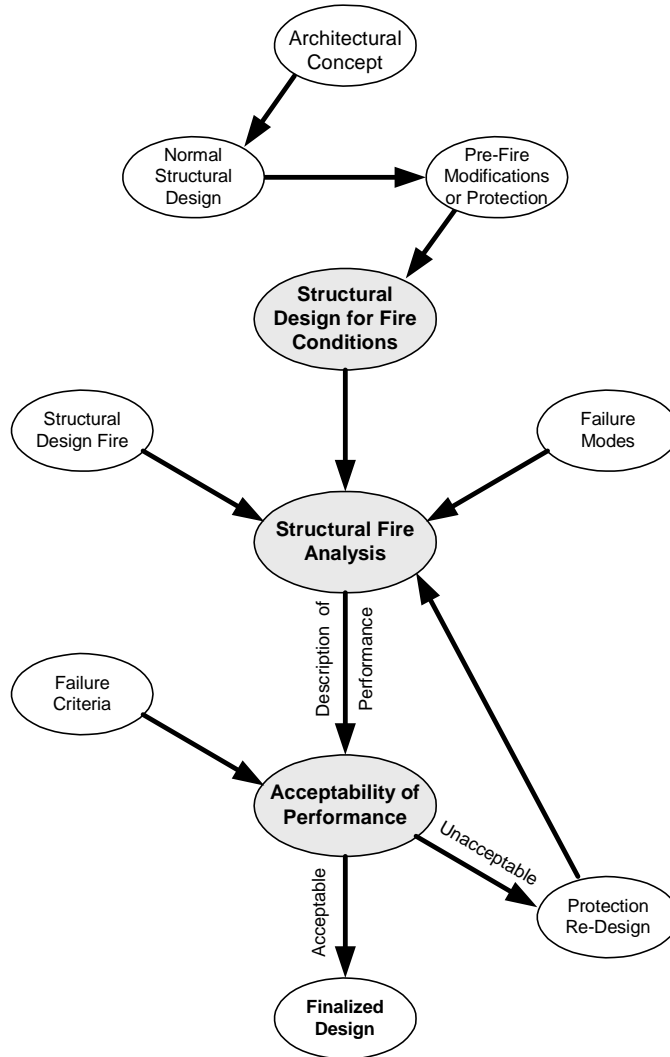 Architectural
Concept
Normal
Structural
Design
Pre-Fire
Modifications
or Protection
Structural
Design for Fire
Conditions
Structural
Design Fire
Failure
Modes
Structural Fire
Analysis
Description of
Performance
Failure
Criteria
Acceptability of
Performance
Unacceptable
Acceptable
Protection
Re-Design
Finalized
Design